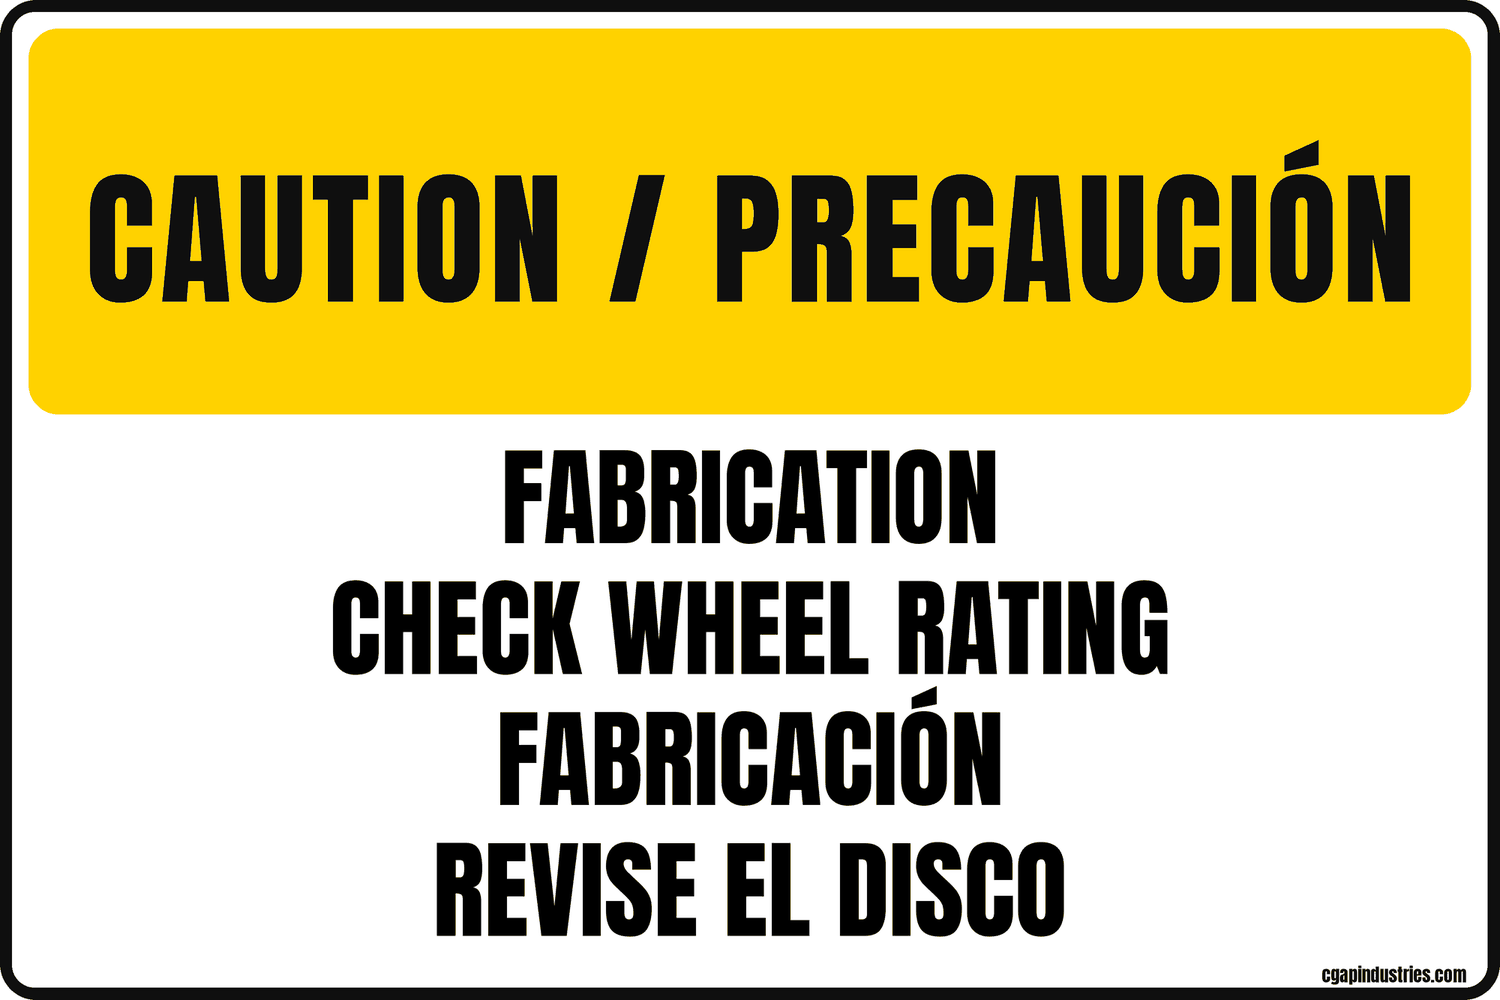 CAUTION / PRECAUCIÓN
FABRICATION
CHECK WHEEL RATING
FABRICACIÓN
REVISE EL DISCO
cgapindustries.com